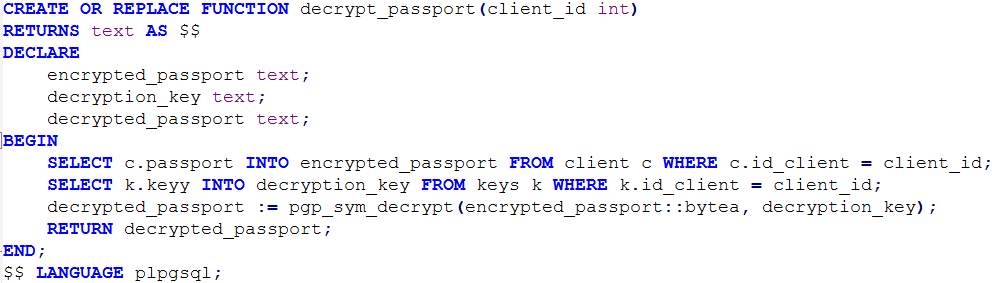 CREATE OR REPLACE FUNCTION decrypt_passport(client_id int)
RETURNS text AS $$
DECLARE
    encrypted_passport text;
    decryption_key text;
    decrypted_passport text;
BEGIN
    SELECT c.passport INTO encrypted_passport FROM client c WHERE c.id_client = client_id;
    SELECT k.keyy INTO decryption_key FROM keys k WHERE k.id_client = client_id;
    decrypted_passport := pgp_sym_decrypt(encrypted_passport::bytea, decryption_key);
    RETURN decrypted_passport;
END;
$$ LANGUAGE plpgsql;